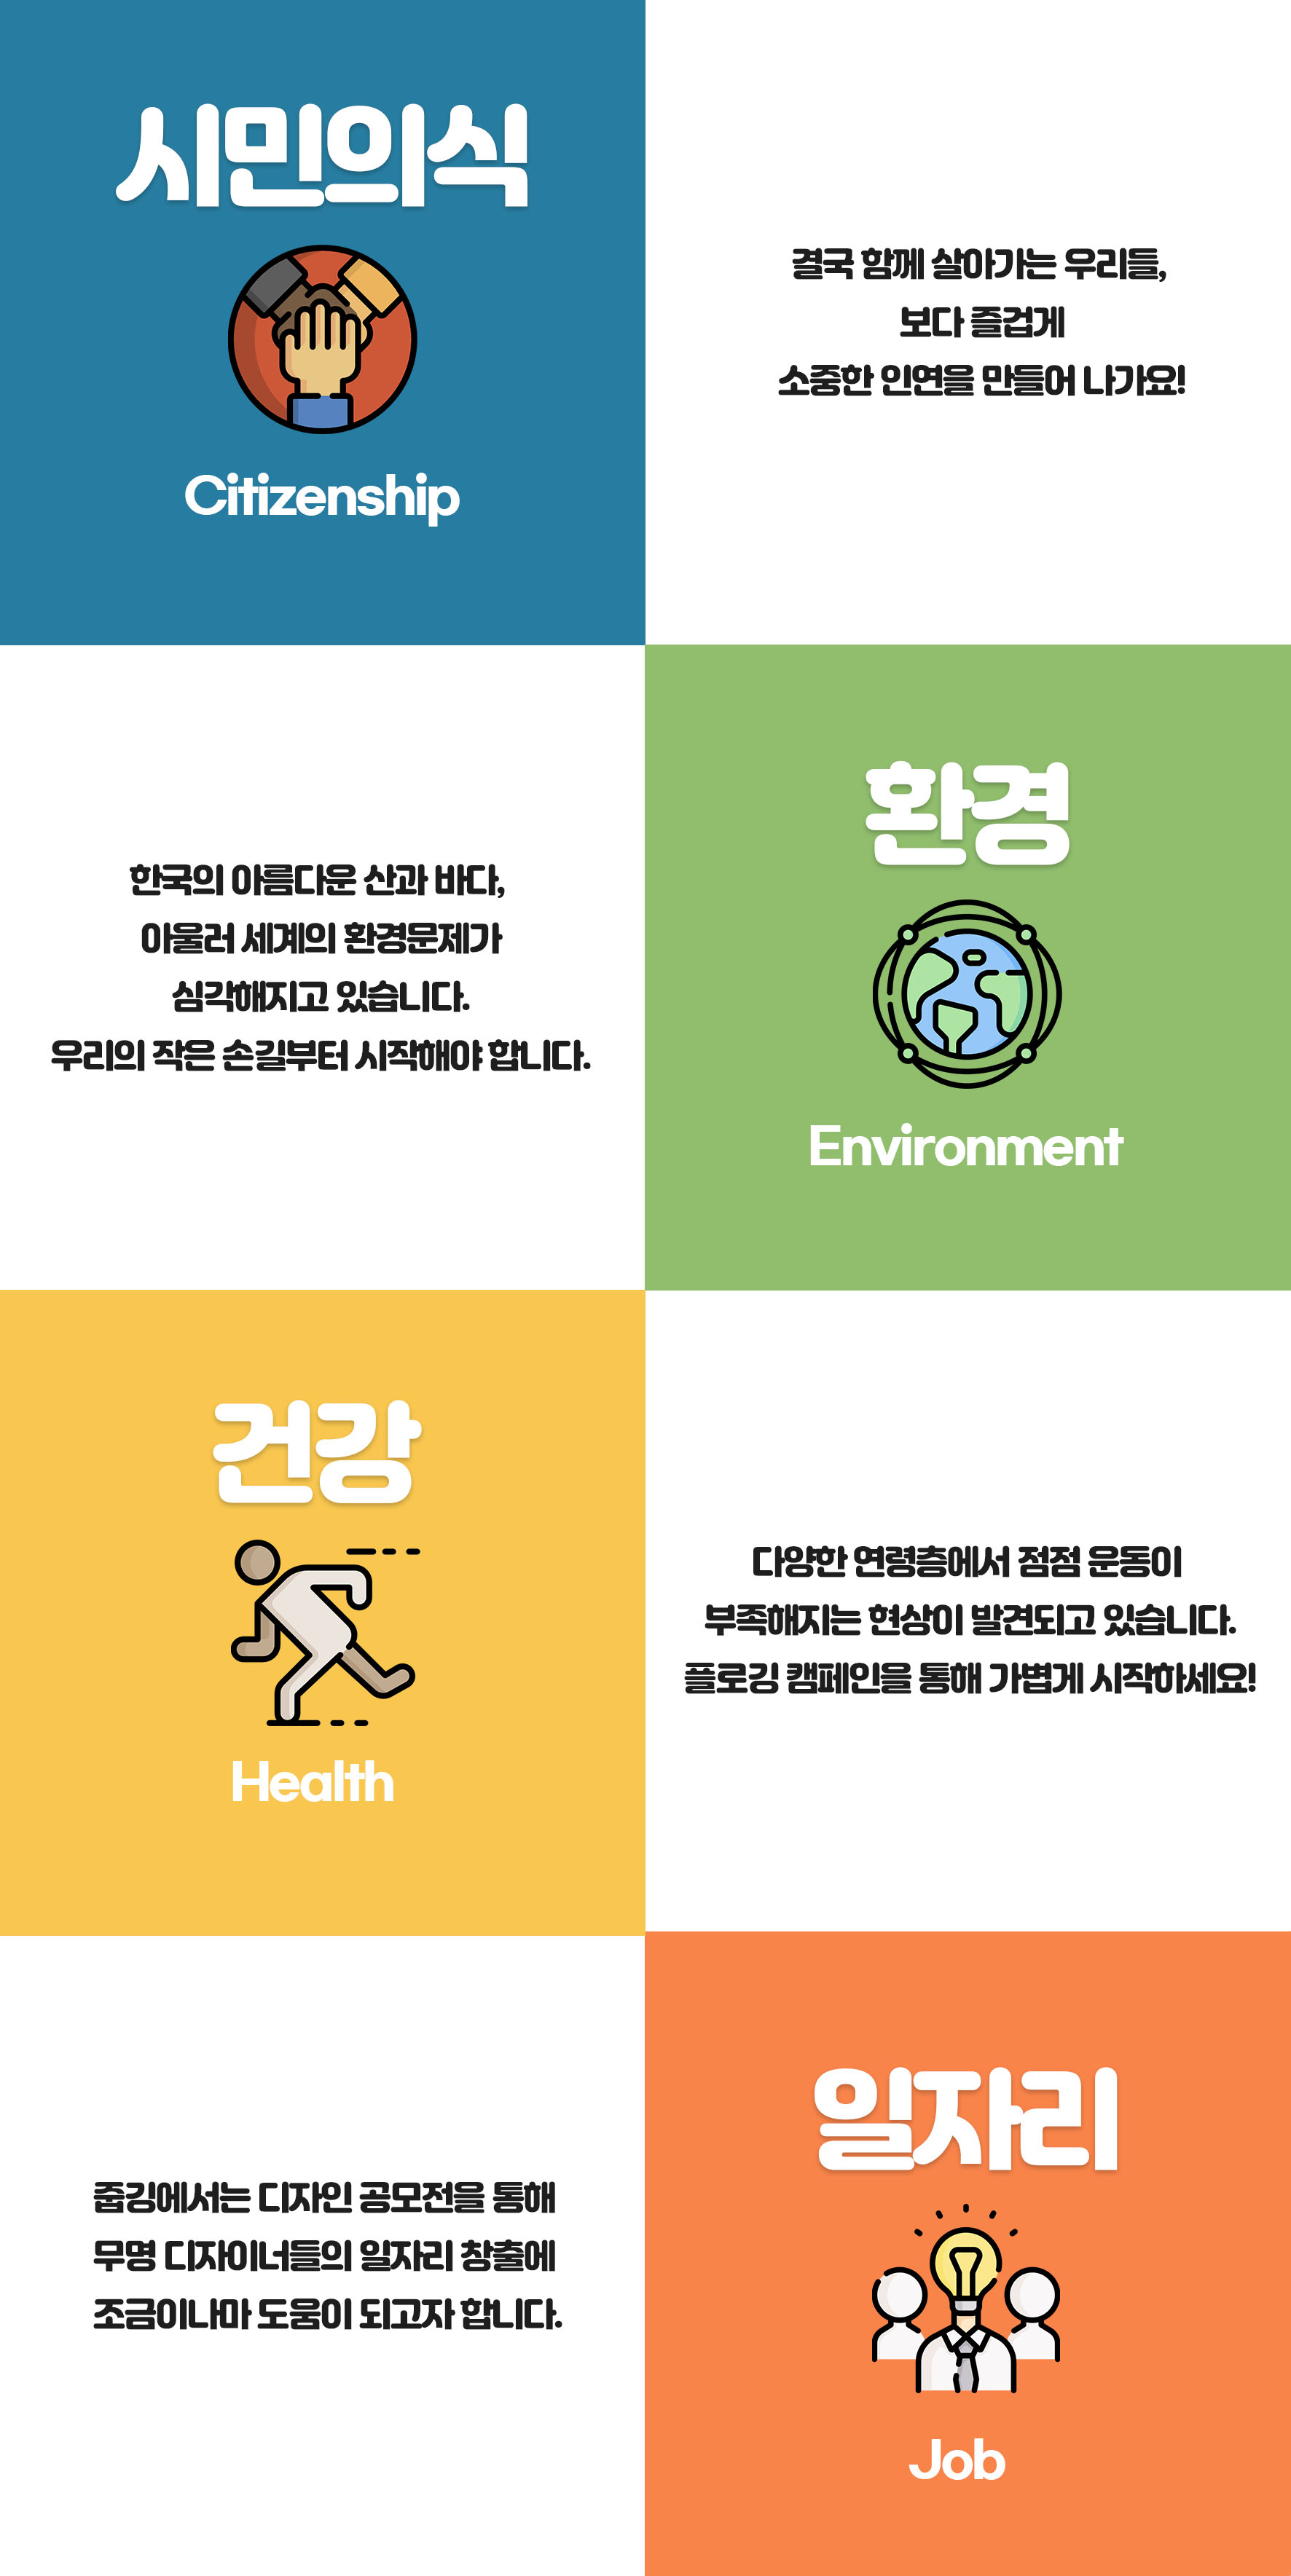 시민의식
Citizenship
결국 함께 살아가는 우리들,
보다 즐겁게
소중한 인연을 만들어 나가요!
한국의 아름다운 산과 바다,
아울러 세계의 환경문제가
심각해지고 있습니다.
우리의 작은 손길부터 시작해야 합니다.
환경
Environment
건강
Health
다양한 연령층에서 점점 운동이
부족해지는 현상이 발견되고 있습니다.
플로깅 캠페인을 통해 가볍게 시작하세요!
줍깅에서는 디자인 공모전을 통해
무명 디자이너들의 일자리 창출에
조금이나마 도움이 되고자 합니다.
일자리
Job